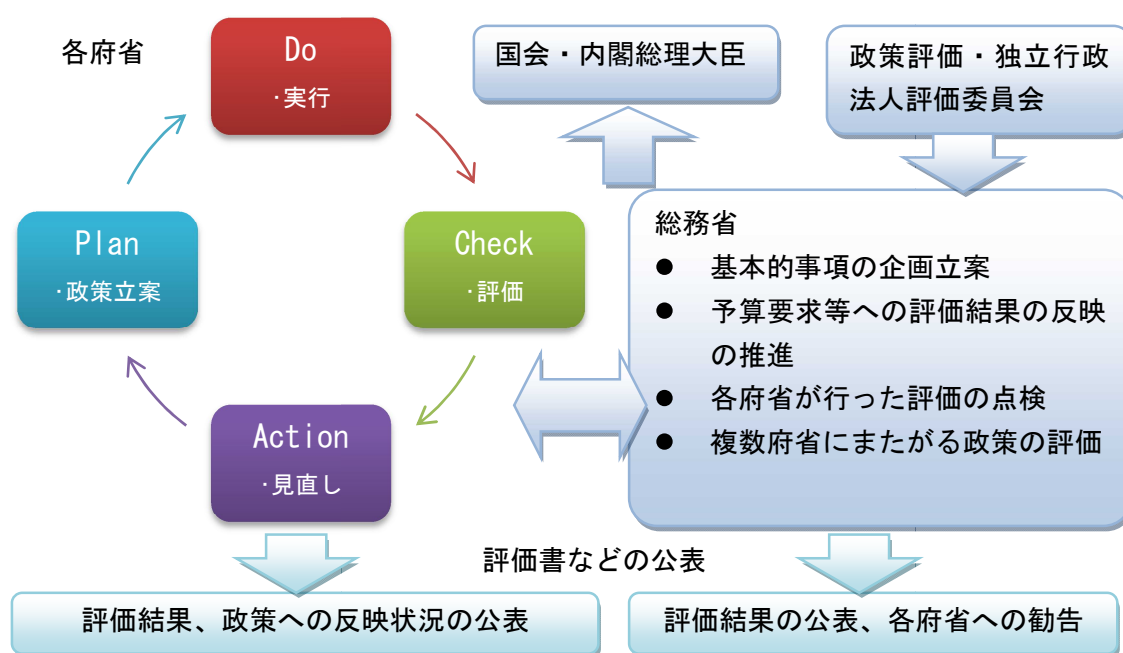 各府省
Do
・実行
Plan
・政策立案
Check
・評価
Action
・見直し
国会・内閣総理大臣
政策評価・独立行政
法人評価委員会
総務省
● 基本的事項の企画立案
● 予算要求等への評価結果の反映
の推進
● 各府省が行った評価の点検
● 複数府省にまたがる政策の評価
評価書などの公表
評価結果、政策への反映状況の公表
評価結果の公表、各府省への勧告